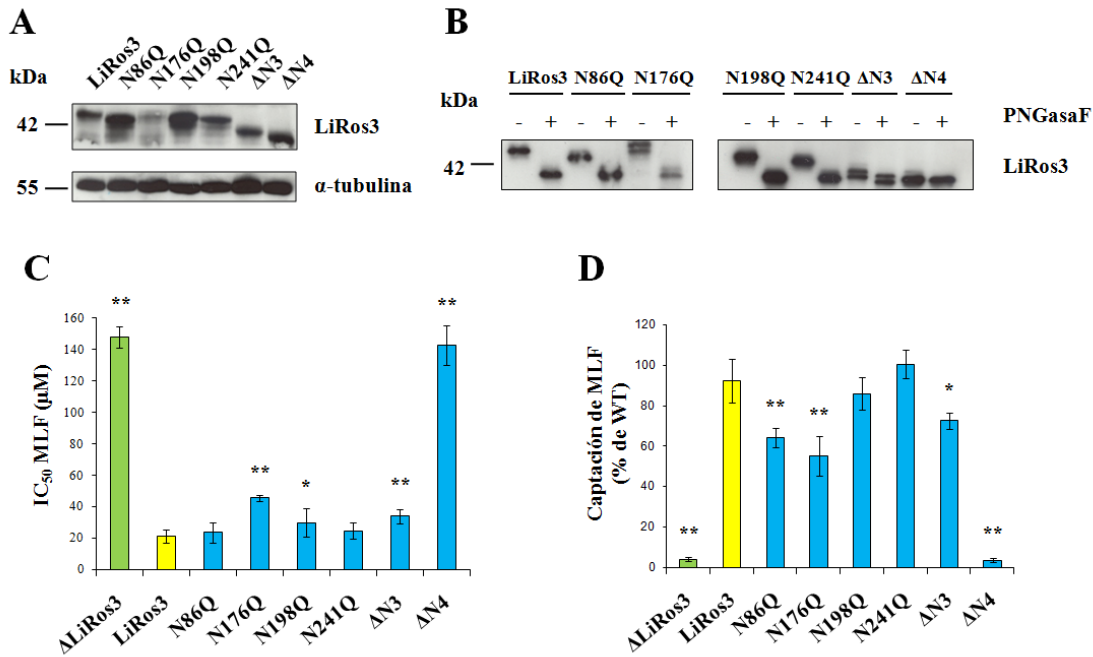 A
kDa
LiRos3 N86Q N176Q N198Q N241Q ΔN3 ΔN4
42
LiRos3
55
α-tubulina
B
LiRos3 N86Q N176Q N198Q N241Q ΔN3 ΔN4
kDa
- + - + - + - + - + - + - + PNGasaF
42
LiRos3
C
IC50 MLF (µM)
160
140
120
100
80
60
40
20
0
** ** * ** **
ΔLiRos3 LiRos3 N86Q N176Q N198Q N241Q ΔN3 ΔN4
D
Captación de MLF
(% de WT)
120
100
80
60
40
20
0
** ** ** * **
ΔLiRos3 LiRos3 N86Q N176Q N198Q N241Q ΔN3 ΔN4